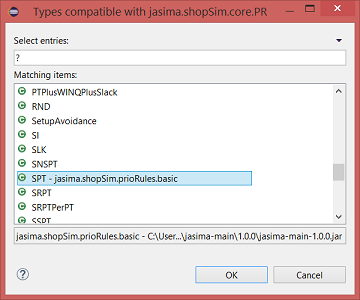 Types compatible with jasima.shopSim.core.PR
Select entries:
?
Matching items:
PTPlusWINQPlusSlack
RND
SetupAvoidance
SI
SLK
SNSPT
SPT - jasima.shopSim.prioRules.basic
SRPT
SRPTPerPT
SSPT
jasima.shopSim.prioRules.basic - C:\User...\jasima-main\1.0.0\jasima-main-1.0.0.jar
OK Cancel